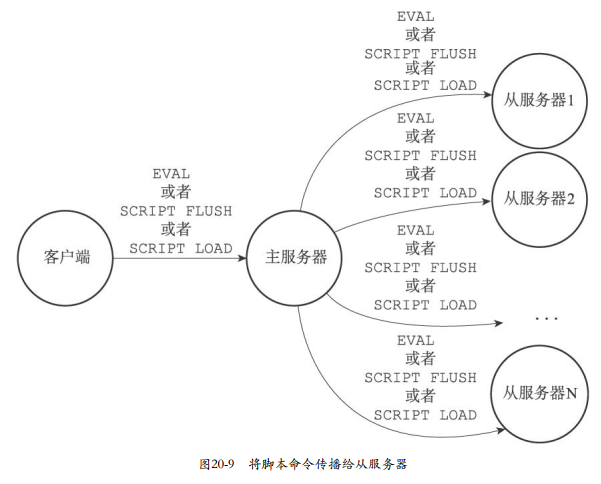 EVAL
或者
SCRIPT FLUSH
或者
SCRIPT LOAD
从服务器1
EVAL
或者
SCRIPT FLUSH
或者
SCRIPT LOAD
从服务器2
EVAL
或者
SCRIPT FLUSH
或者
SCRIPT LOAD
客户端
主服务器
EVAL
或者
SCRIPT FLUSH
或者
SCRIPT LOAD
...
EVAL
或者
SCRIPT FLUSH
或者
SCRIPT LOAD
从服务器N
图20-9 将脚本命令传播给从服务器